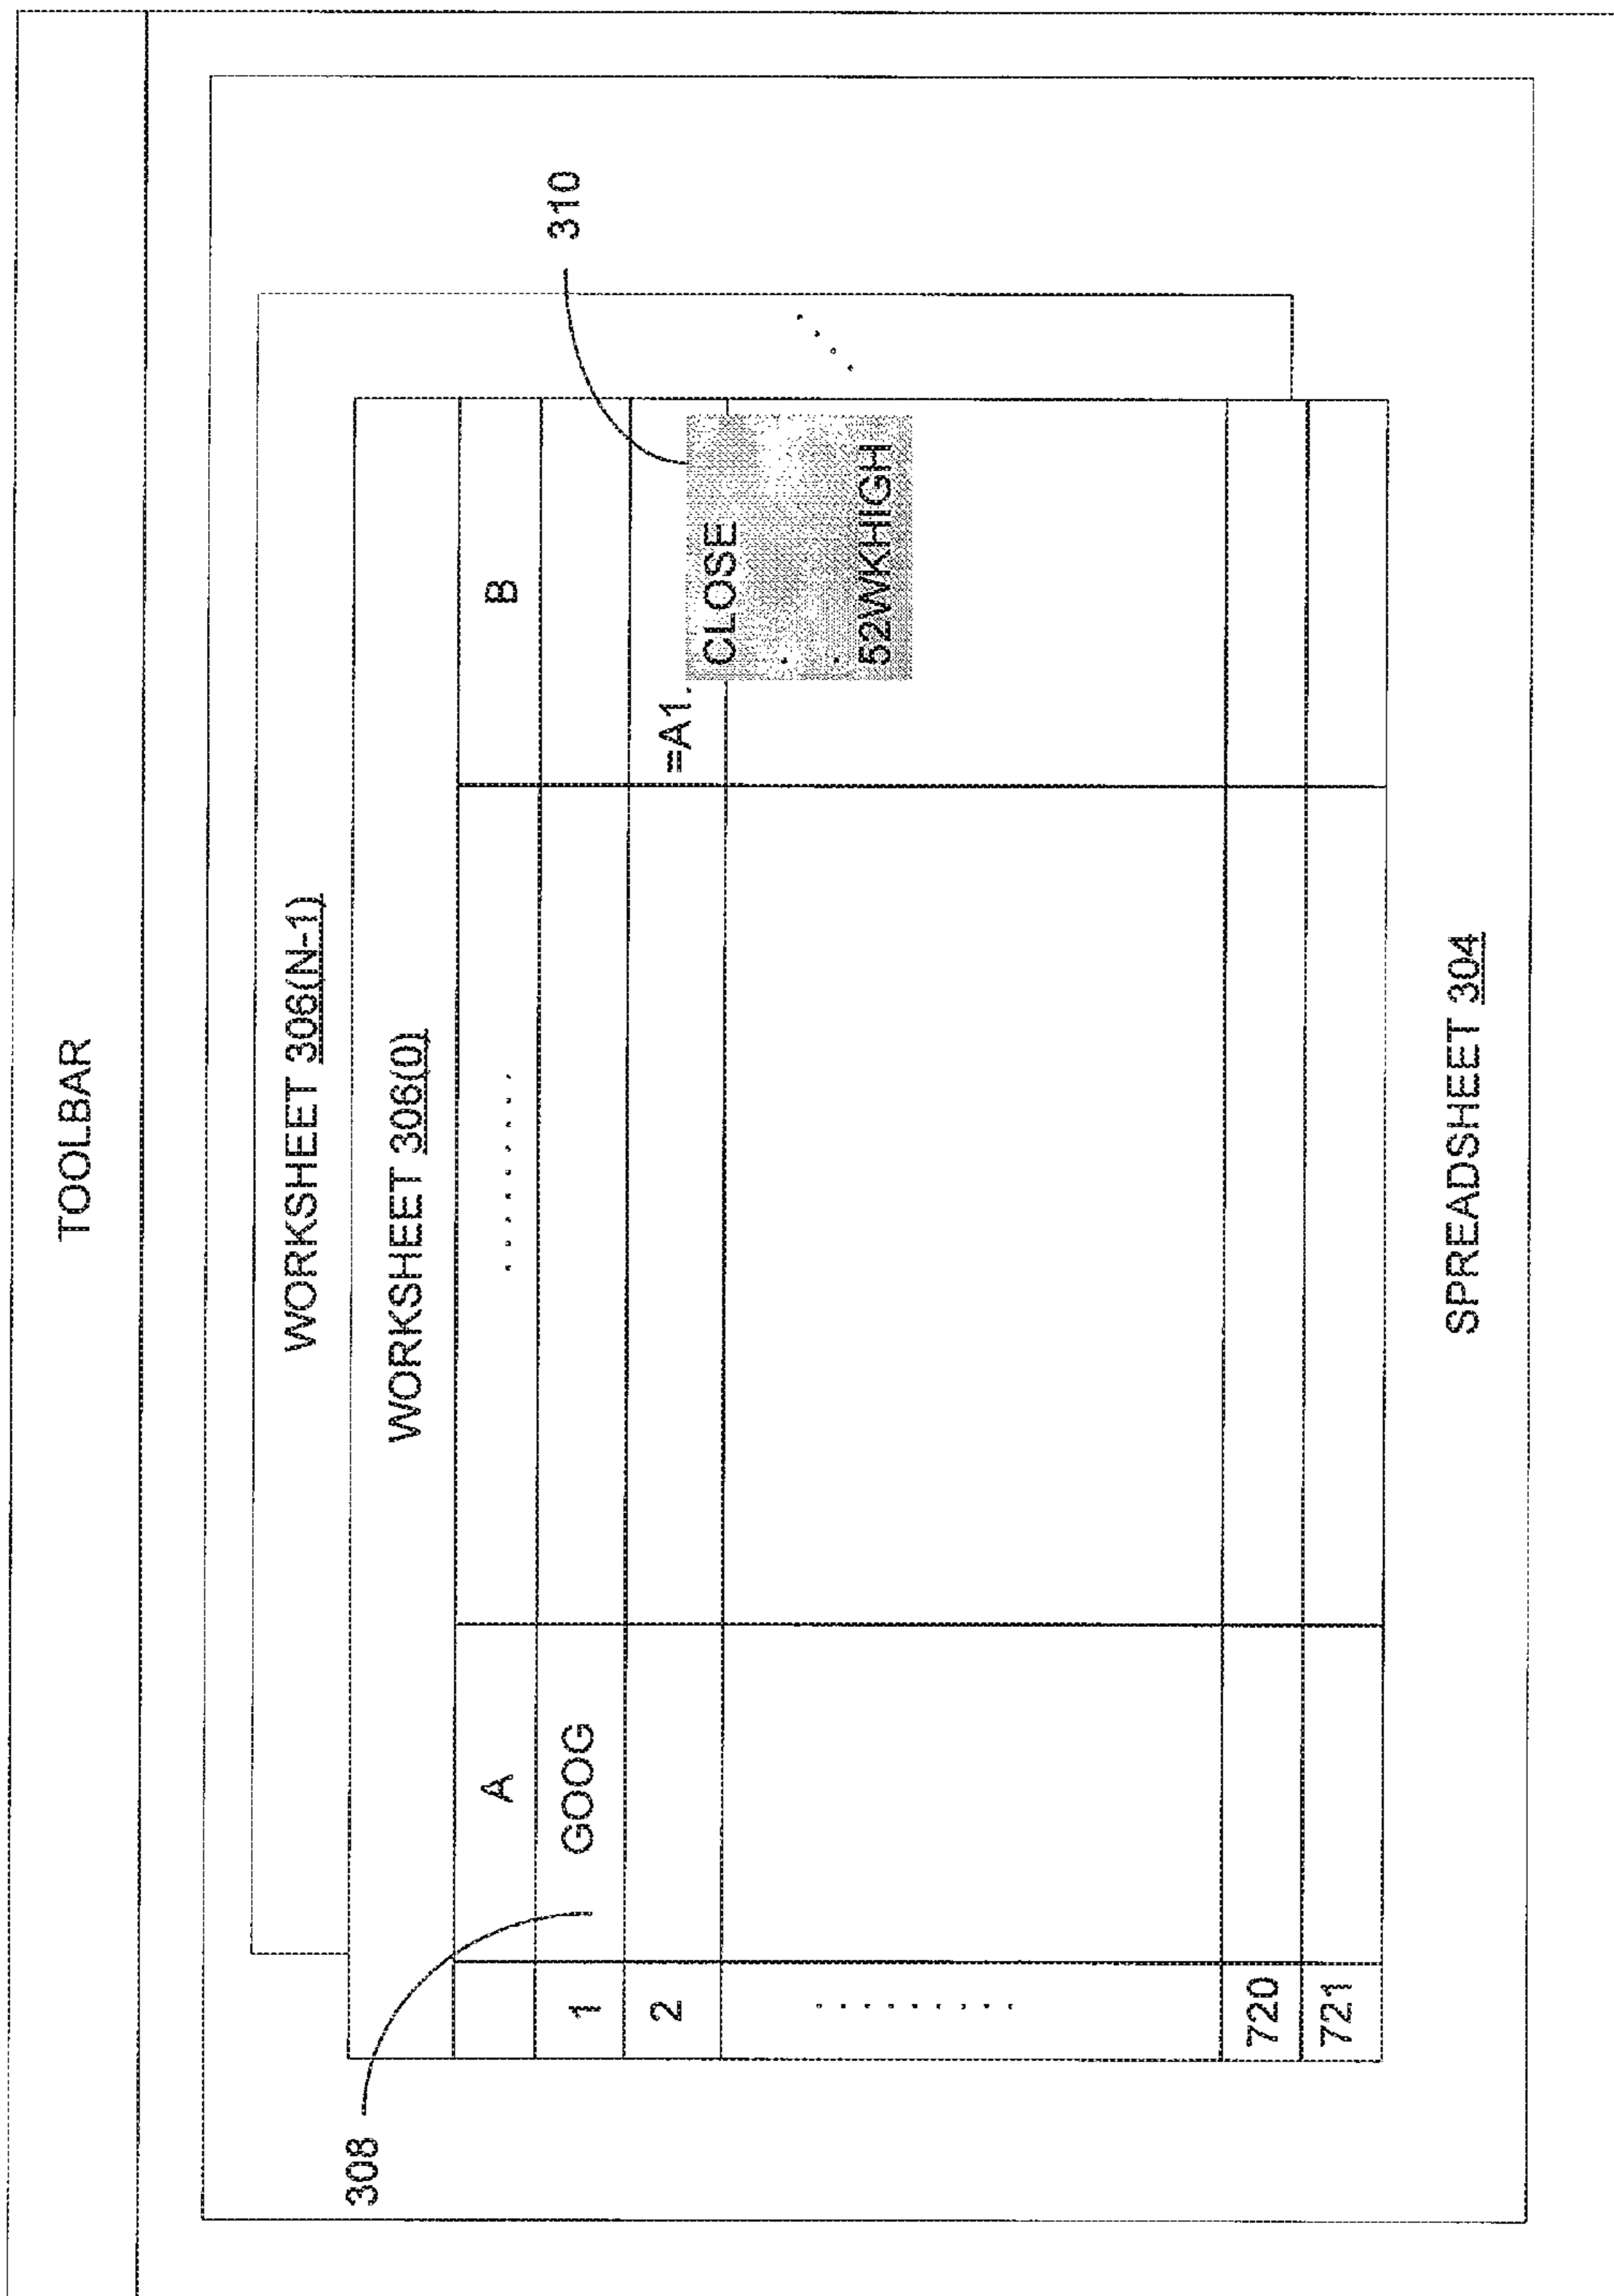 TOOLBAR
WORKSHEET 306(N-1)
WORKSHEET 306(0)
308
310
A ......... B
1 GOOG
2 =A1.
CLOSE
52WKHIGH
720
721
SPREADSHEET 304